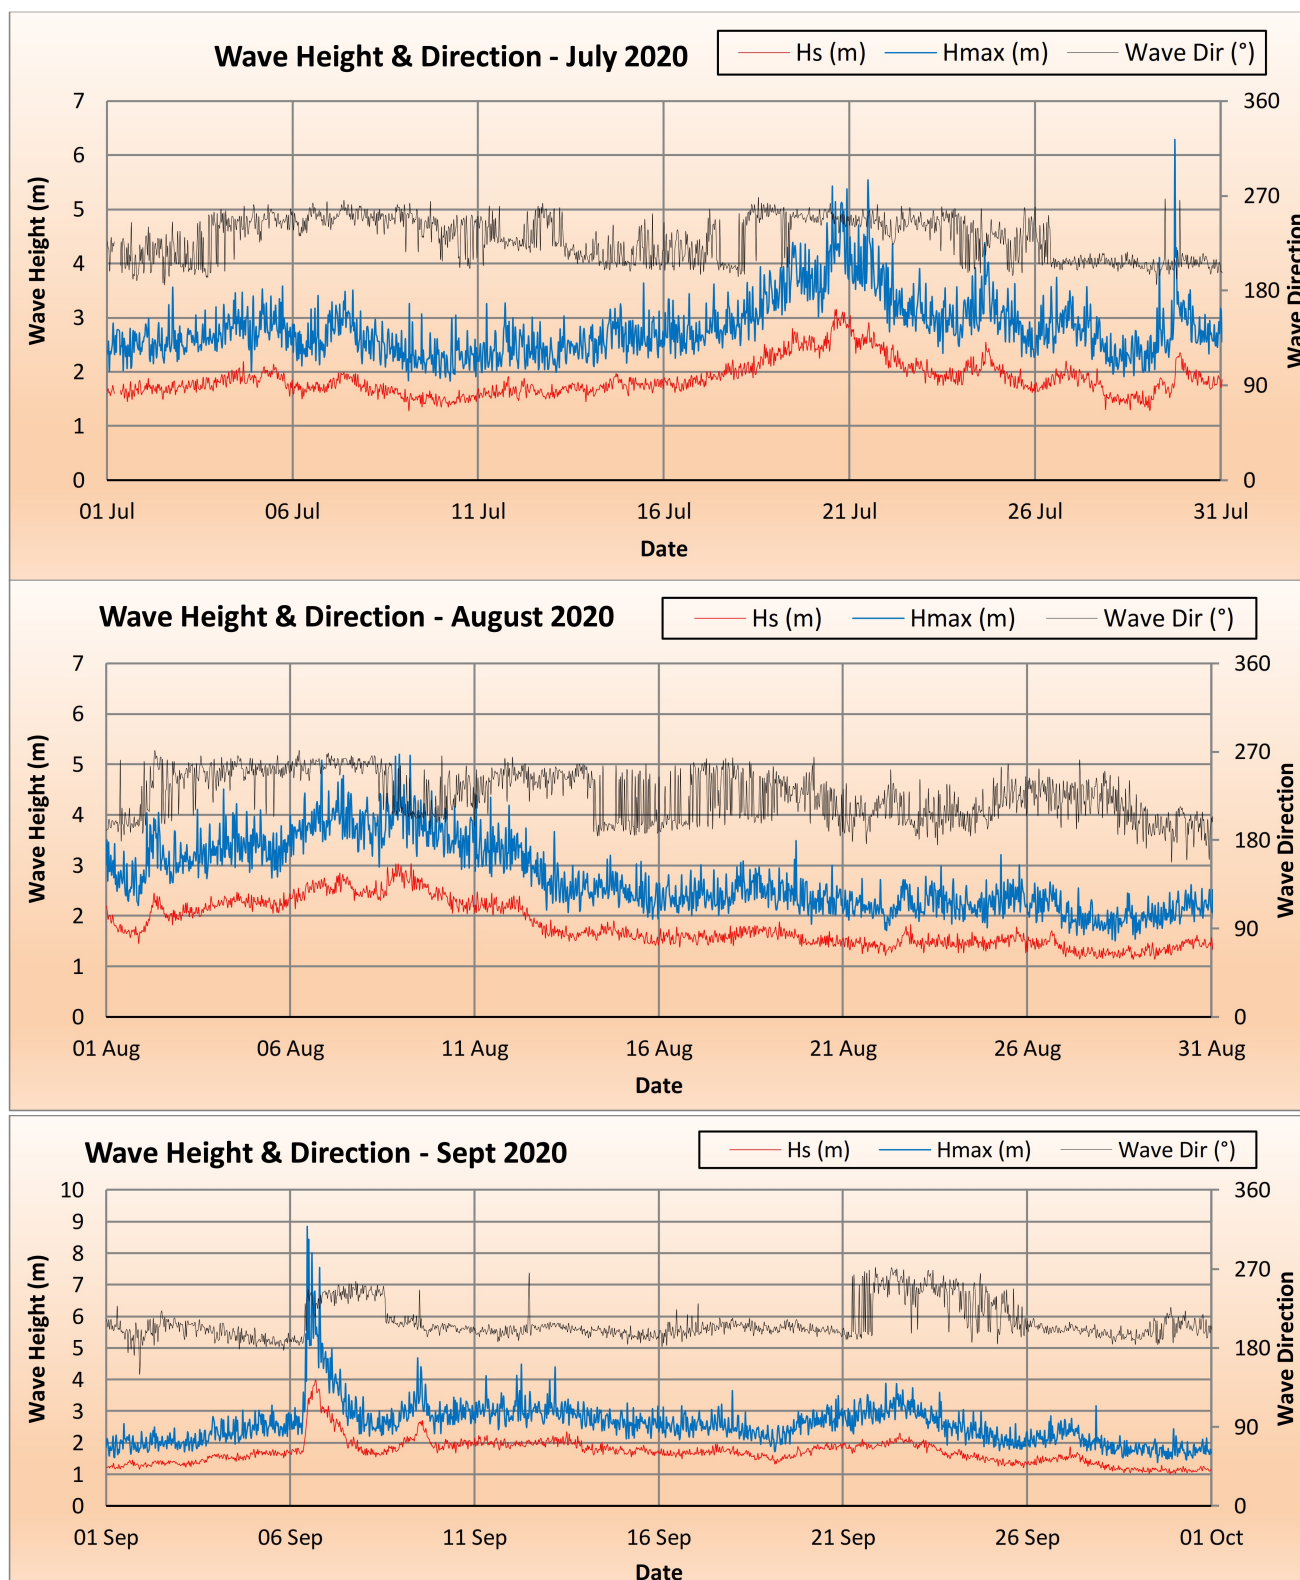 Wave Height & Direction - July 2020
Hs (m) Hmax (m) Wave Dir (°)
7
6
5
4
3
2
1
0
Wave Height (m)
360
270
180
90
0
Wave Direction
01 Jul 06 Jul 11 Jul 16 Jul 21 Jul 26 Jul 31 Jul
Date
Wave Height & Direction - August 2020
Hs (m) Hmax (m) Wave Dir (°)
7
6
5
4
3
2
1
0
Wave Height (m)
360
270
180
90
0
Wave Direction
01 Aug 06 Aug 11 Aug 16 Aug 21 Aug 26 Aug 31 Aug
Date
Wave Height & Direction - Sept 2020
Hs (m) Hmax (m) Wave Dir (°)
10
9
8
7
6
5
4
3
2
1
0
Wave Height (m)
360
270
180
90
0
Wave Direction
01 Sep 06 Sep 11 Sep 16 Sep 21 Sep 26 Sep 01 Oct
Date